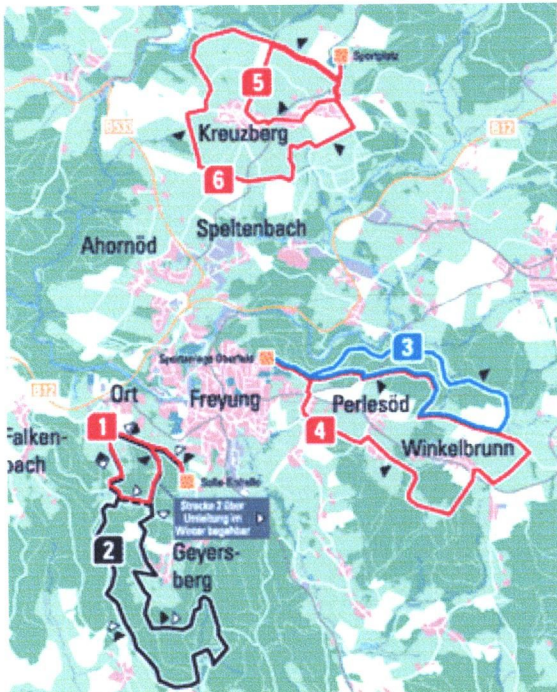 Sportplatz
5
Kreuzberg
B533
B12
6
Speltenbach
Ahornöd
Sportanlage Oberfeld
3
B12
Ort
Freyung
Perlesöd
4
1
Winkelbrunn
Falken-
bach
Strecke 2 über
Umleitung im
Winter begehbar
2
Geyers-
berg